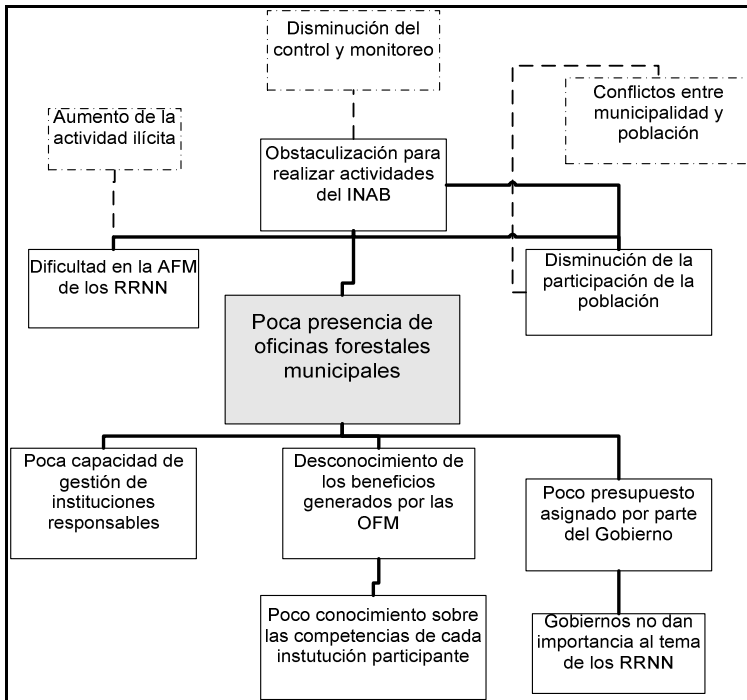 Disminución del
control y monitoreo
Conflictos entre
municipalidad y
población
Aumento de la
actividad ilícita
Obstaculización para
realizar actividades
del INAB
Dificultad en la AFM
de los RRNN
Disminución de la
participación de la
población
Poca presencia de
oficinas forestales
municipales
Poca capacidad de
gestión de
instituciones
responsables
Desconocimiento de
los beneficios
generados por las
OFM
Poco presupuesto
asignado por parte
del Gobierno
Poco conocimiento sobre
las competencias de cada
instutución participante
Gobiernos no dan
importancia al tema
de los RRNN